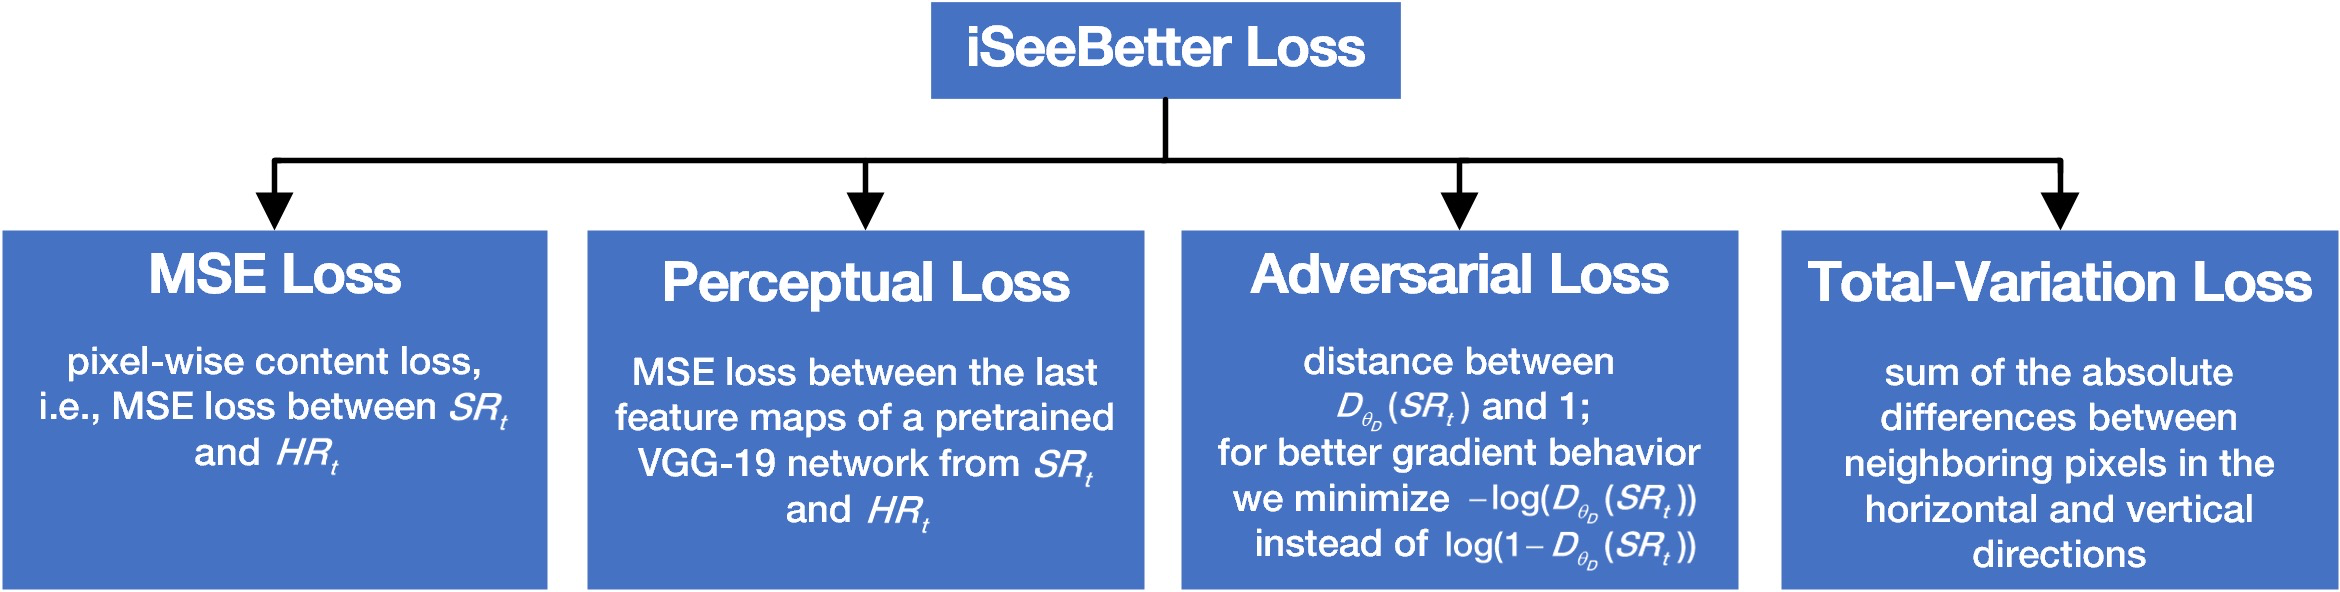 iSeeBetter Loss
MSE Loss
pixel-wise content loss,
i.e., MSE loss between SR_t
and HR_t
Perceptual Loss
MSE loss between the last
feature maps of a pretrained
VGG-19 network from SR_t
and HR_t
Adversarial Loss
distance between
D_{θ_D}(SR_t) and 1;
for better gradient behavior
we minimize −log(D_{θ_D}(SR_t))
instead of log(1− D_{θ_D}(SR_t))
Total-Variation Loss
sum of the absolute
differences between
neighboring pixels in the
horizontal and vertical
directions